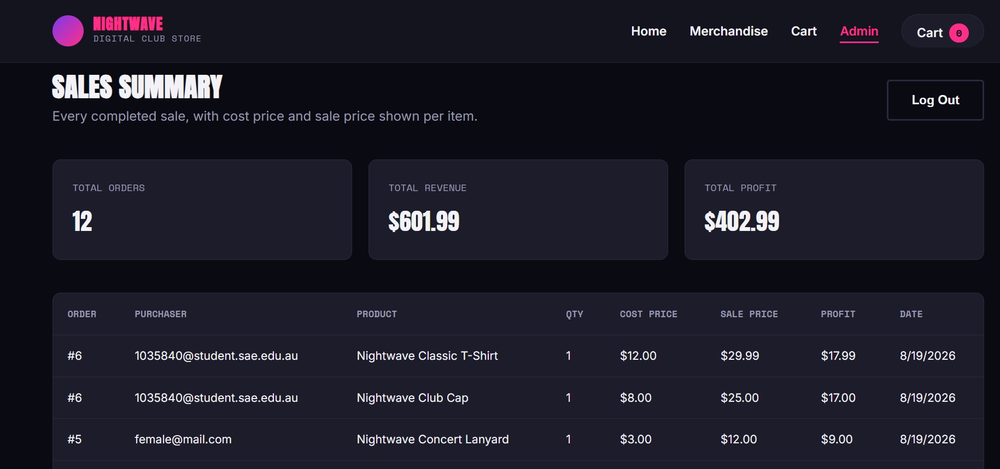 NIGHTWAVE
DIGITAL CLUB STORE
Home Merchandise Cart Admin Cart 0
SALES SUMMARY
Every completed sale, with cost price and sale price shown per item.
Log Out
TOTAL ORDERS
12
TOTAL REVENUE
$601.99
TOTAL PROFIT
$402.99
ORDER PURCHASER PRODUCT QTY COST PRICE SALE PRICE PROFIT DATE
#6 1035840@student.sae.edu.au Nightwave Classic T-Shirt 1 $12.00 $29.99 $17.99 8/19/2026
#6 1035840@student.sae.edu.au Nightwave Club Cap 1 $8.00 $25.00 $17.00 8/19/2026
#5 female@mail.com Nightwave Concert Lanyard 1 $3.00 $12.00 $9.00 8/19/2026